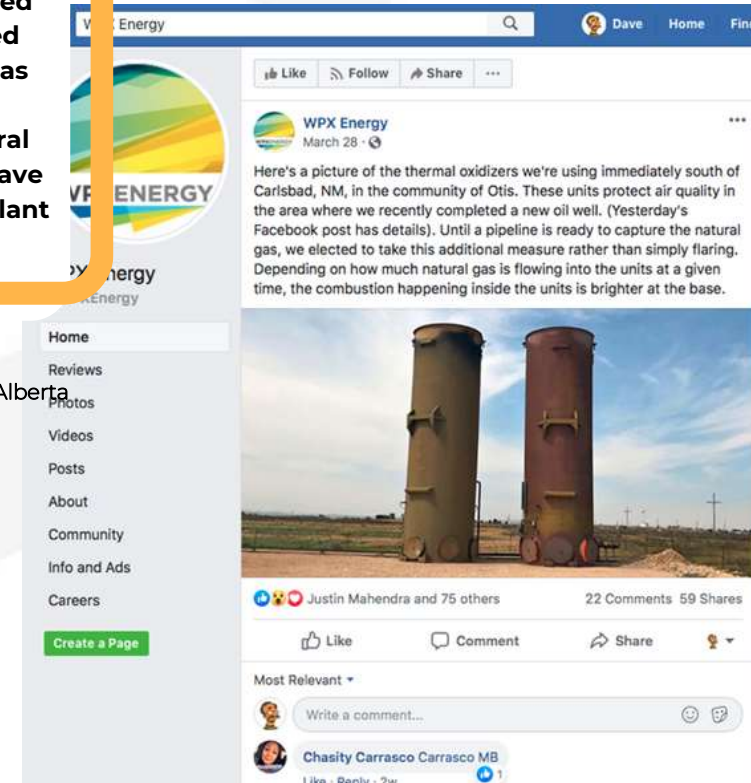 ed
ed
as
ral
ave
lant
Alberta
Energy
Dave
Home
Like
Follow
Share
WPX Energy
March 28
Here's a picture of the thermal oxidizers we're using immediately south of
Carlsbad, NM, in the community of Otis. These units protect air quality in
the area where we recently completed a new oil well. (Yesterday's
Facebook post has details). Until a pipeline is ready to capture the natural
gas, we elected to take this additional measure rather than simply flaring.
Depending on how much natural gas is flowing into the units at a given
time, the combustion happening inside the units is brighter at the base.
ENERGY
Energy
Home
Reviews
Photos
Videos
Posts
About
Community
Info and Ads
Careers
Create a Page
Justin Mahendra and 75 others
22 Comments 59 Shares
Like
Comment
Share
Most Relevant
Write a comment...
Chasity Carrasco Carrasco MB
1
Like · Reply · 2w